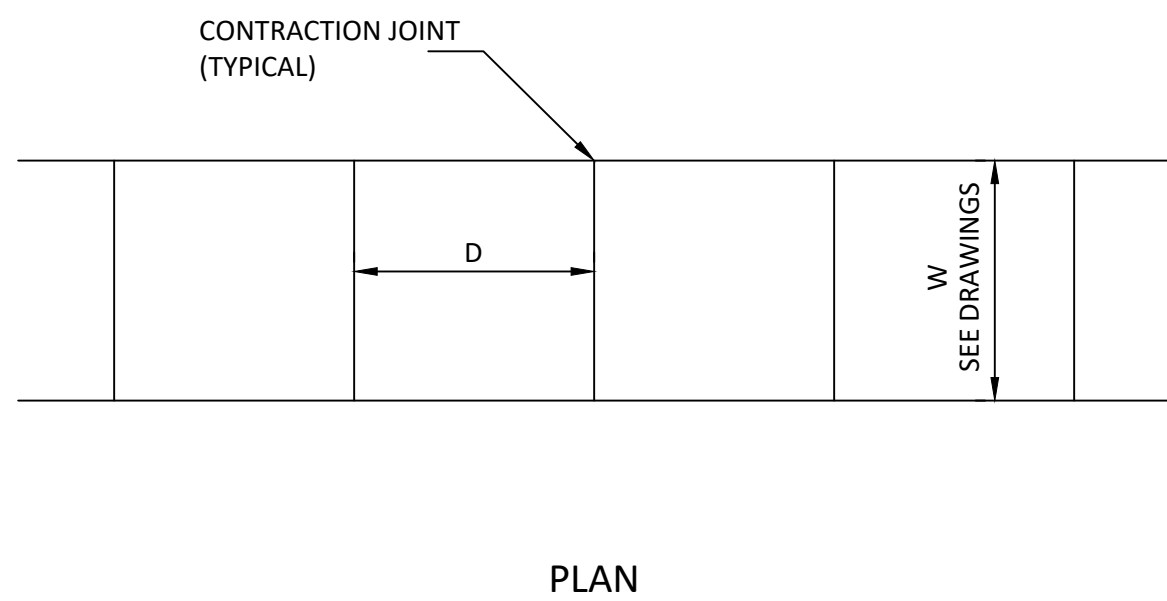 CONTRACTION JOINT
(TYPICAL)
D
W
SEE DRAWINGS
PLAN